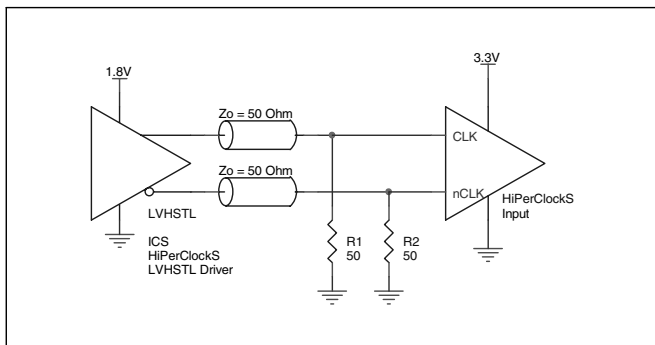 1.8V
3.3V
Zo = 50 Ohm
CLK
Zo = 50 Ohm
nCLK
HiPerClockS
Input
LVHSTL
ICS
HiPerClockS
LVHSTL Driver
R1
50
R2
50